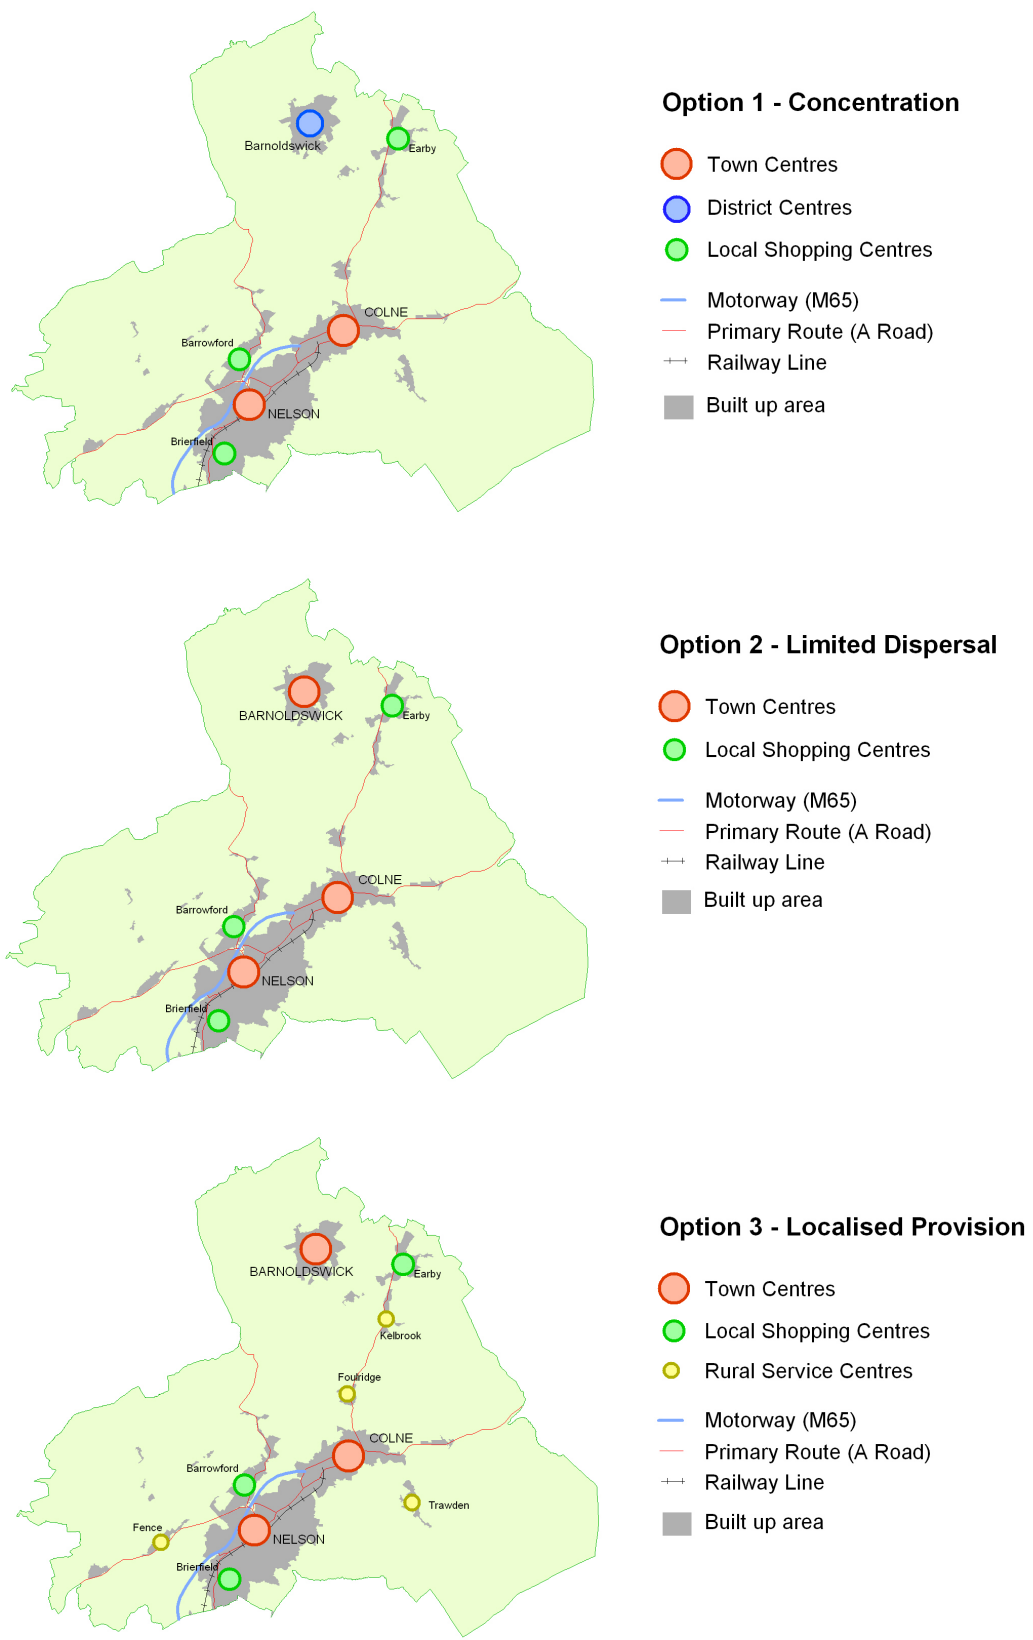 Option 1 - Concentration
Town Centres
District Centres
Local Shopping Centres
Motorway (M65)
Primary Route (A Road)
Railway Line
Built up area
Barnoldswick
Earby
COLNE
Barrowford
NELSON
Brierfield
Option 2 - Limited Dispersal
Town Centres
Local Shopping Centres
Motorway (M65)
Primary Route (A Road)
Railway Line
Built up area
BARNOLDSWICK
Earby
COLNE
Barrowford
NELSON
Brierfield
Option 3 - Localised Provision
Town Centres
Local Shopping Centres
Rural Service Centres
Motorway (M65)
Primary Route (A Road)
Railway Line
Built up area
BARNOLDSWICK
Earby
Kelbrook
Foulridge
COLNE
Barrowford
Trawden
Fence
NELSON
Brierfield